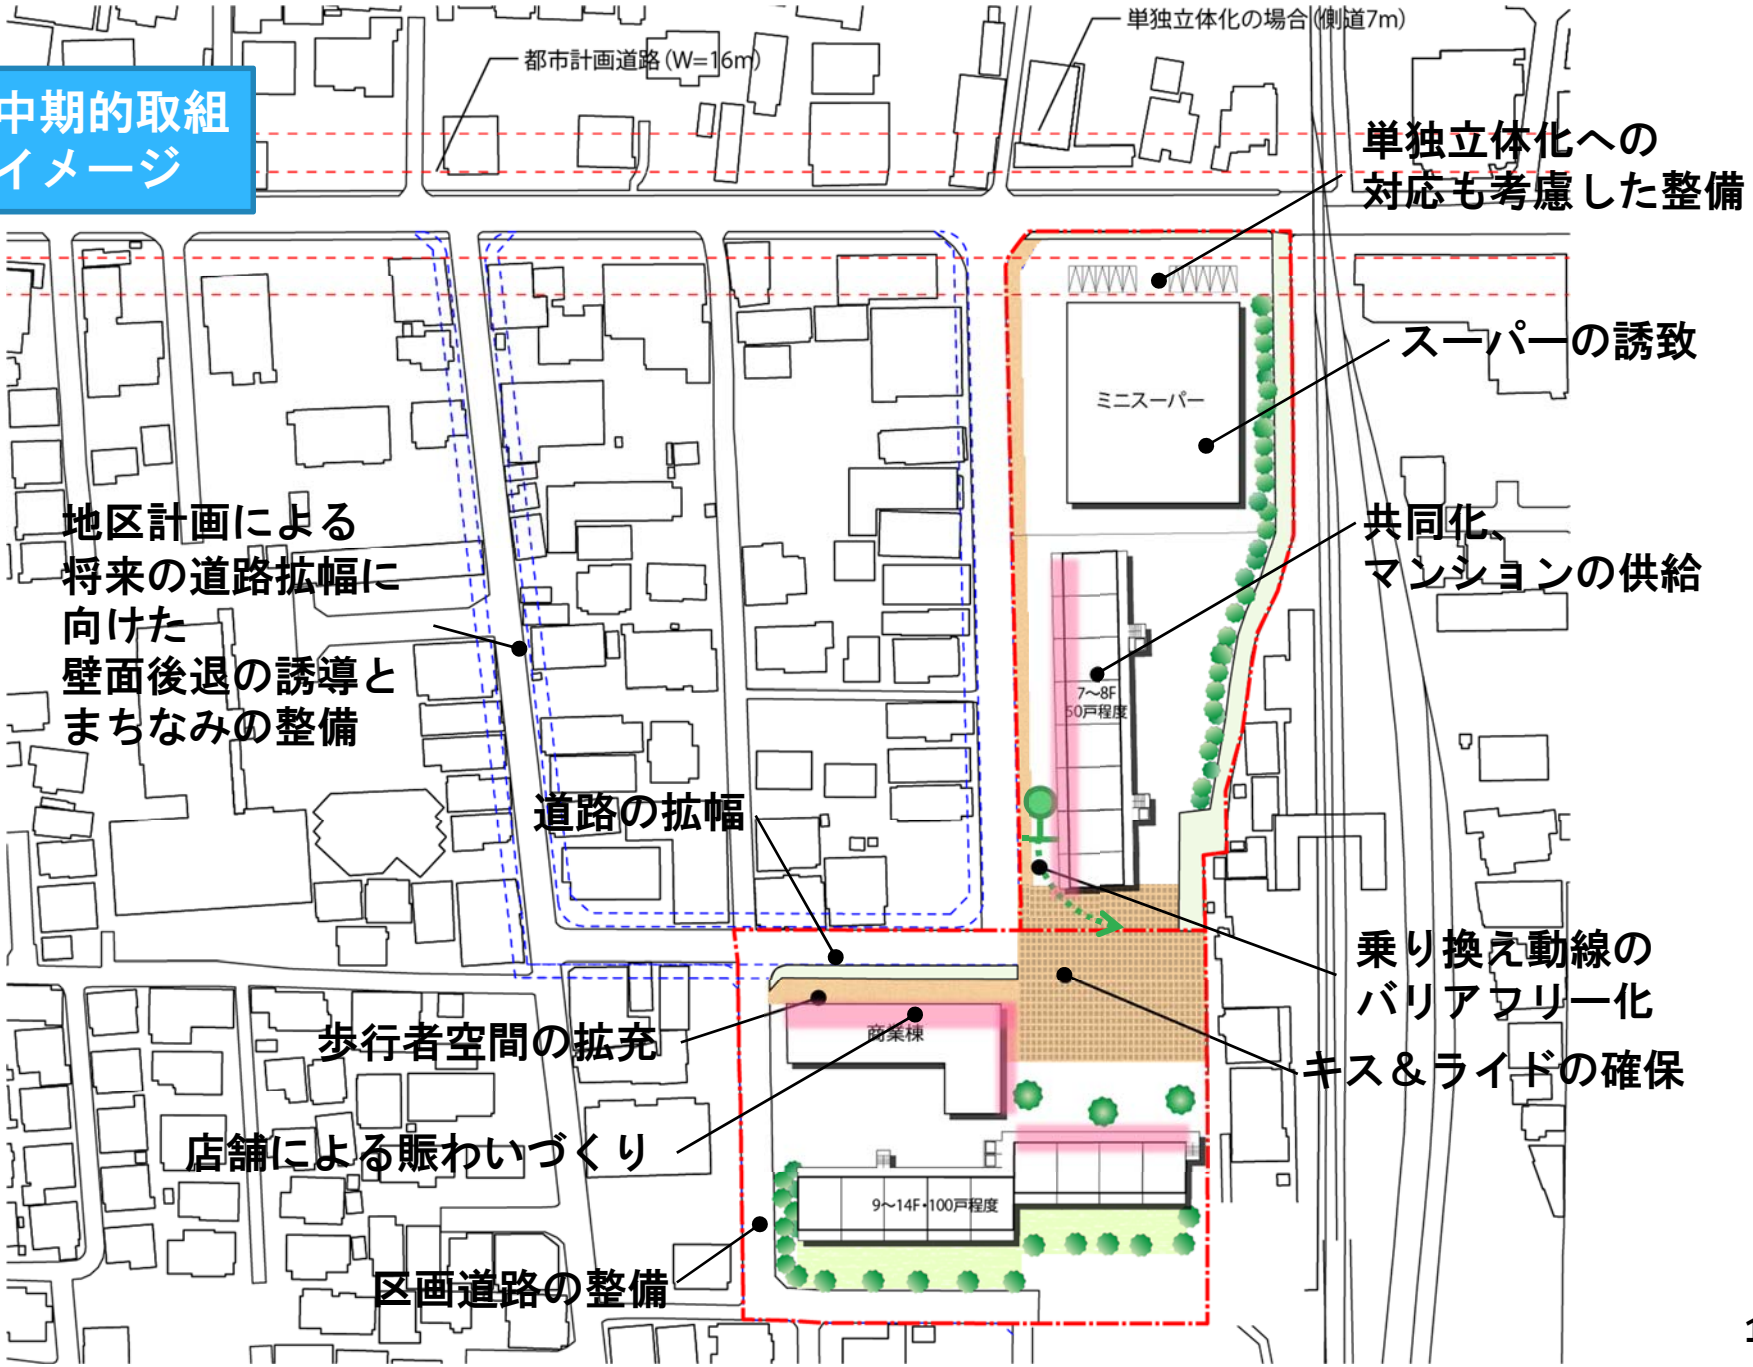 単独立体化の場合(側道7m)
都市計画道路(W=16m)
中期的取組
イメージ
単独立体化への
対応も考慮した整備
スーパーの誘致
ミニスーパー
地区計画による
将来の道路拡幅に
向けた
壁面後退の誘導と
まちなみの整備
共同化、
マンションの供給
7〜8F
50戸程度
道路の拡幅
乗り換え動線の
バリアフリー化
歩行者空間の拡充
商業棟
キス&ライドの確保
店舗による賑わいづくり
9〜14F・100戸程度
区画道路の整備
1